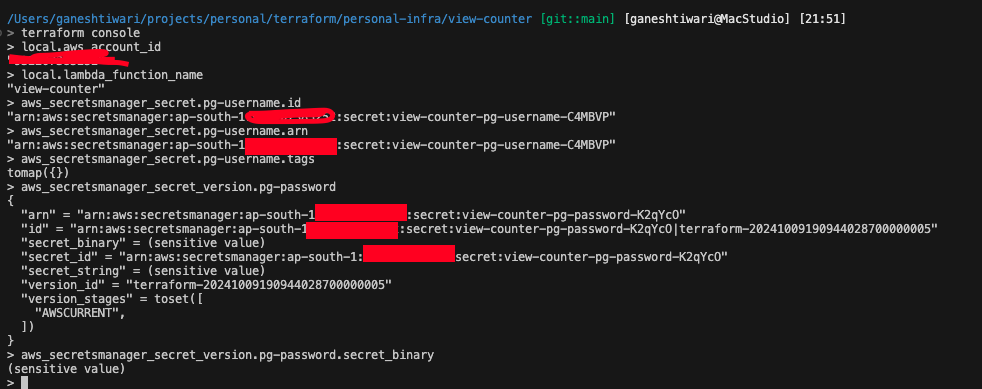 /Users/ganeshtiwari/projects/personal/terraform/personal-infra/view-counter [git::main] [ganeshtiwari@MacStudio] [21:51]
> terraform console
> local.aws_account_id
> local.lambda_function_name
"view-counter"
> aws_secretsmanager_secret.pg-username.id
"arn:aws:secretsmanager:ap-south-1 :secret:view-counter-pg-username-C4MBVP"
> aws_secretsmanager_secret.pg-username.arn
"arn:aws:secretsmanager:ap-south-1 :secret:view-counter-pg-username-C4MBVP"
> aws_secretsmanager_secret.pg-username.tags
tomap({})
> aws_secretsmanager_secret_version.pg-password
{
  "arn" = "arn:aws:secretsmanager:ap-south-1 :secret:view-counter-pg-password-K2qYcO"
  "id" = "arn:aws:secretsmanager:ap-south-1 :secret:view-counter-pg-password-K2qYcO|terraform-20241009190944028700000005"
  "secret_binary" = (sensitive value)
  "secret_id" = "arn:aws:secretsmanager:ap-south-1: secret:view-counter-pg-password-K2qYcO"
  "secret_string" = (sensitive value)
  "version_id" = "terraform-20241009190944028700000005"
  "version_stages" = toset([
    "AWSCURRENT",
  ])
}
> aws_secretsmanager_secret_version.pg-password.secret_binary
(sensitive value)
>